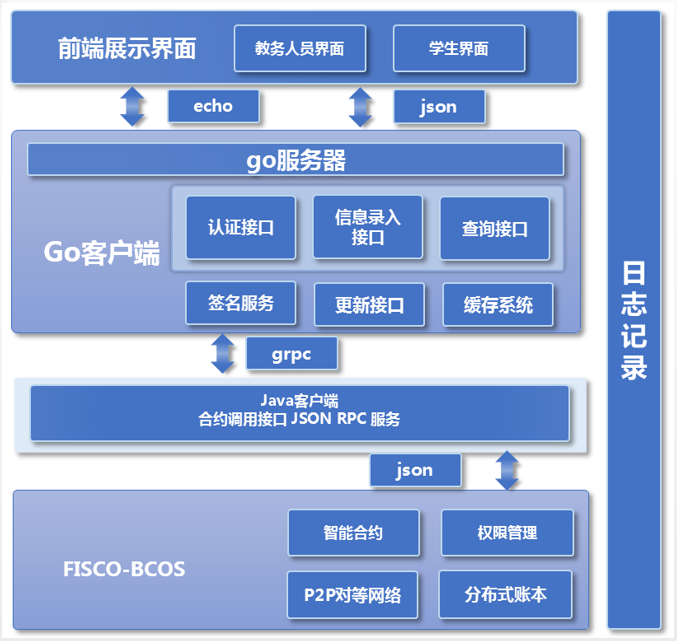 前端展示界面
教务人员界面
学生界面
echo
json
go服务器
Go客户端
认证接口
信息录入
接口
查询接口
签名服务
更新接口
缓存系统
grpc
Java客户端
合约调用接口 JSON RPC 服务
json
FISCO-BCOS
智能合约
权限管理
P2P对等网络
分布式账本
日
志
记
录